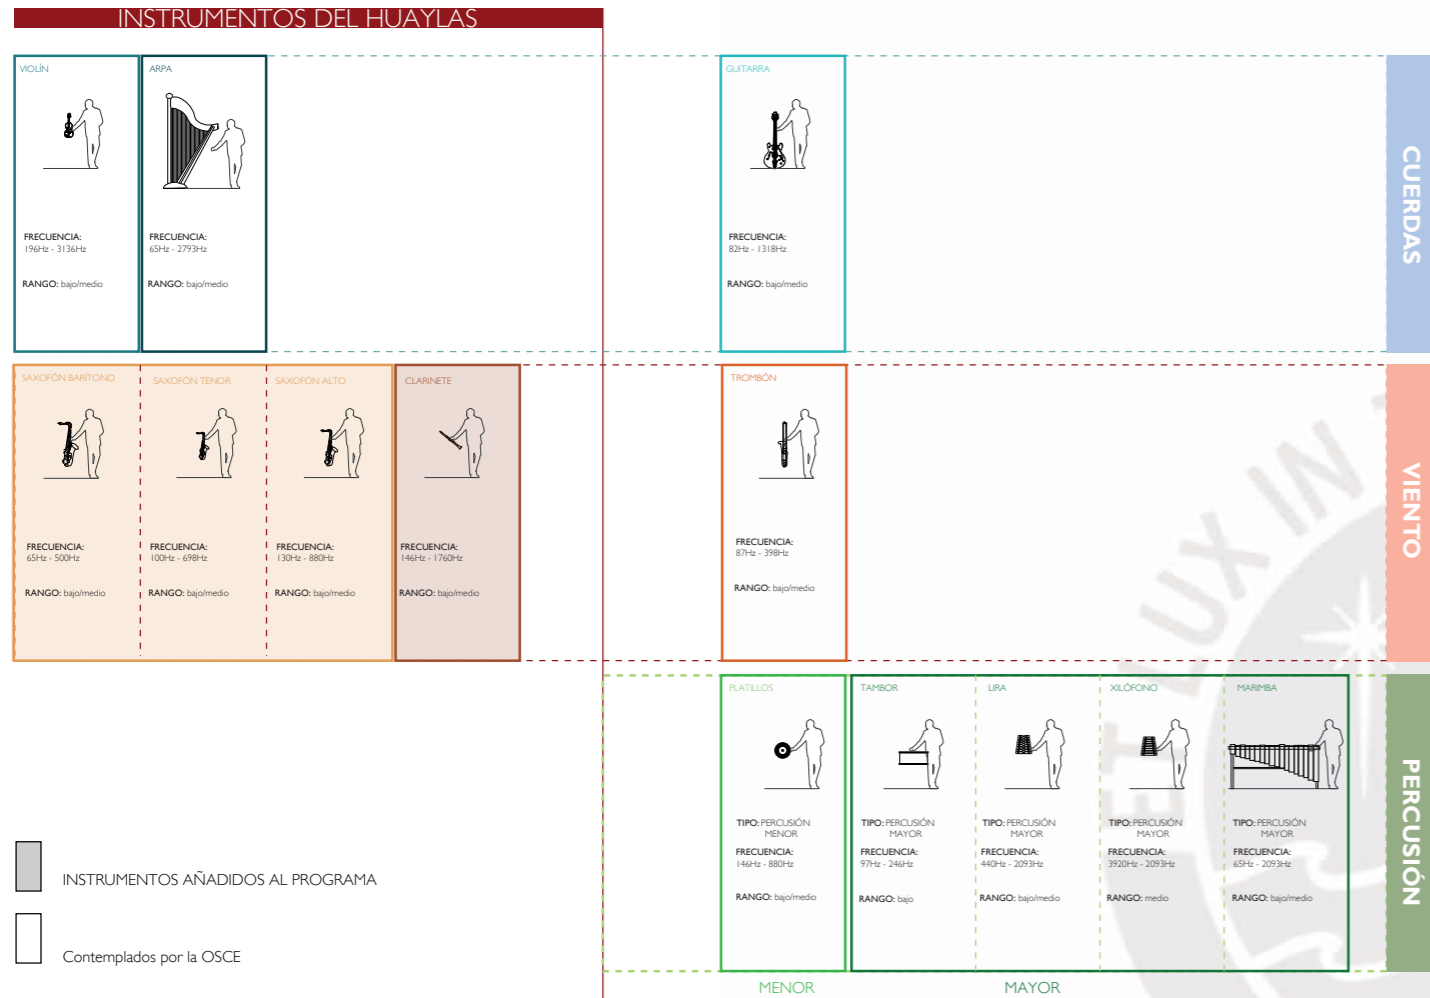 INSTRUMENTOS DEL HUAYLAS
VIOLÍN
FRECUENCIA:
196Hz - 3136Hz
RANGO: bajo/medio
ARPA
FRECUENCIA:
65Hz - 2793Hz
RANGO: bajo/medio
GUITARRA
FRECUENCIA:
82Hz - 1318Hz
RANGO: bajo/medio
CUERDAS
SAXOFÓN BARÍTONO
FRECUENCIA:
65Hz - 500Hz
RANGO: bajo/medio
SAXOFÓN TENOR
FRECUENCIA:
100Hz - 698Hz
RANGO: bajo/medio
SAXOFÓN ALTO
FRECUENCIA:
130Hz - 880Hz
RANGO: bajo/medio
CLARINETE
FRECUENCIA:
146Hz - 1760Hz
RANGO: bajo/medio
TROMBÓN
FRECUENCIA:
87Hz - 398Hz
RANGO: bajo/medio
VIENTO
PLATILLOS
TIPO: PERCUSIÓN
MENOR
FRECUENCIA:
146Hz - 880Hz
RANGO: bajo/medio
TAMBOR
TIPO: PERCUSIÓN
MAYOR
FRECUENCIA:
97Hz - 246Hz
RANGO: bajo
LIRA
TIPO: PERCUSIÓN
MAYOR
FRECUENCIA:
440Hz - 2093Hz
RANGO: bajo/medio
XILÓFONO
TIPO: PERCUSIÓN
MAYOR
FRECUENCIA:
3920Hz - 2093Hz
RANGO: medio
MARIMBA
TIPO: PERCUSIÓN
MAYOR
FRECUENCIA:
65Hz - 2093Hz
RANGO: bajo/medio
PERCUSIÓN
MENOR
MAYOR
INSTRUMENTOS AÑADIDOS AL PROGRAMA
Contemplados por la OSCE
ET LUX IN